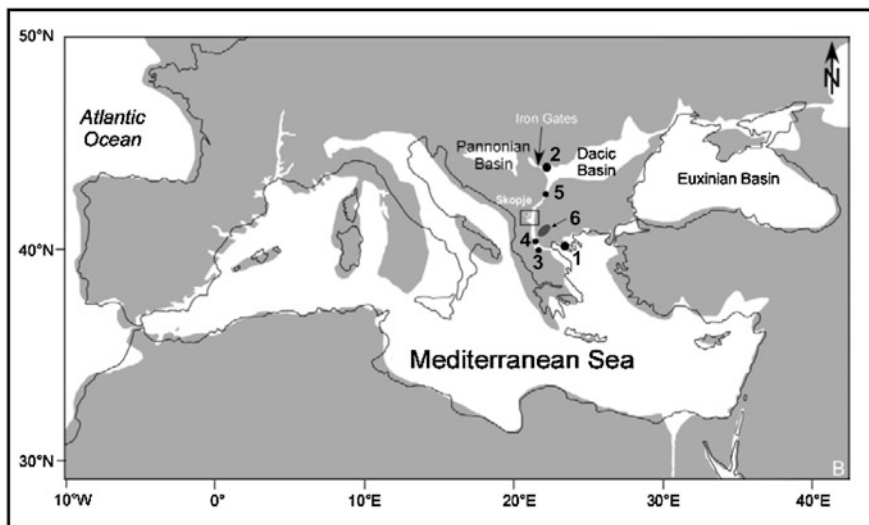 50°N
40°N
30°N
10°W
0°
10°E
20°E
30°E
40°E
N
Atlantic
Ocean
Iron Gates
Pannonian
Basin
2
Dacic
Basin
5
Skopje
Euxinian Basin
6
4
3
1
Mediterranean Sea
B